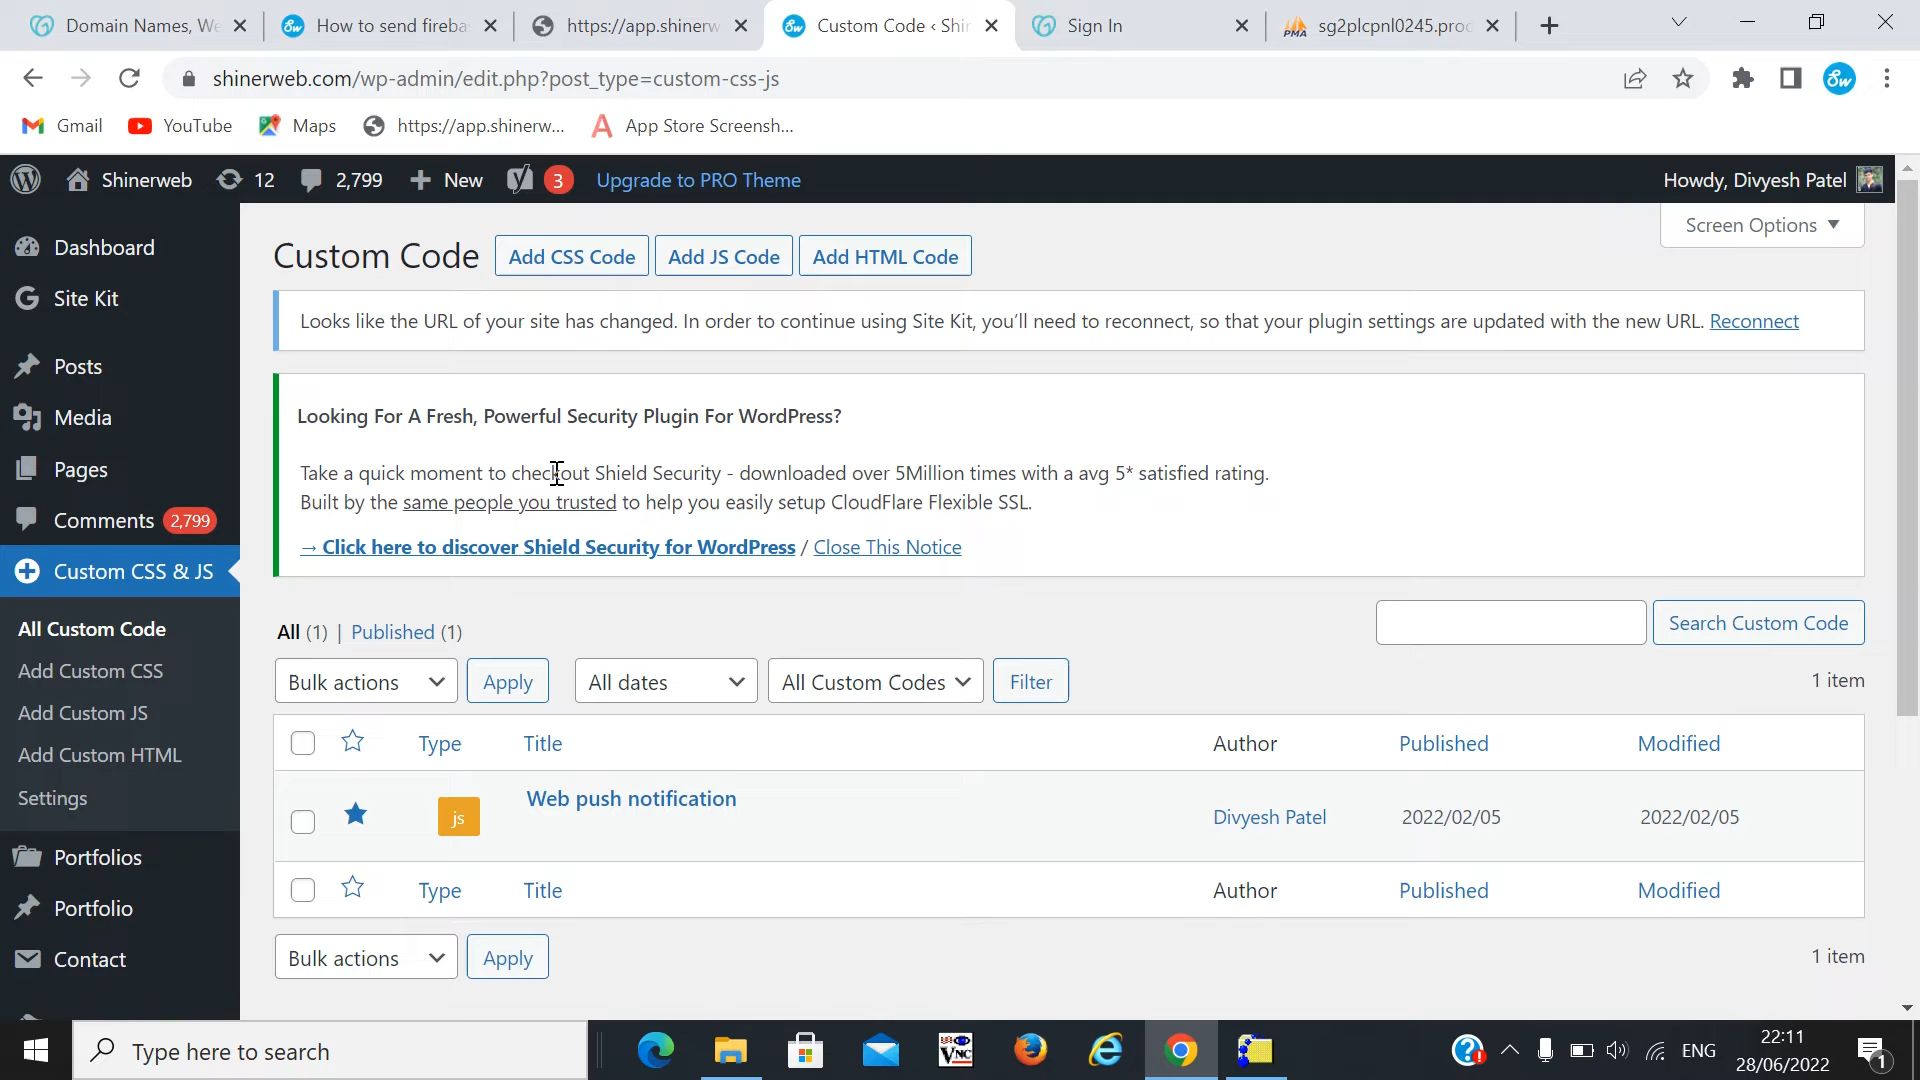 Domain Names, We
How to send fireba
https://app.shinerw
Custom Code ‹ Shi
Sign In
PMA
sg2plcpnl0245.proc
shinerweb.com/wp-admin/edit.php?post_type=custom-css-js
Sw
Gmail
YouTube
Maps
https://app.shinerw...
App Store Screensh...
Shinerweb
12
2,799
New
3
Upgrade to PRO Theme
Howdy, Divyesh Patel
Screen Options
Dashboard
Site Kit
Posts
Media
Pages
Comments 2,799
Custom CSS & JS
All Custom Code
Add Custom CSS
Add Custom JS
Add Custom HTML
Settings
Portfolios
Portfolio
Contact
Custom Code
Add CSS Code
Add JS Code
Add HTML Code
Looks like the URL of your site has changed. In order to continue using Site Kit, you’ll need to reconnect, so that your plugin settings are updated with the new URL. Reconnect
Looking For A Fresh, Powerful Security Plugin For WordPress?
Take a quick moment to checkout Shield Security - downloaded over 5Million times with a avg 5* satisfied rating.
Built by the same people you trusted to help you easily setup CloudFlare Flexible SSL.
→ Click here to discover Shield Security for WordPress / Close This Notice
All (1) | Published (1)
Search Custom Code
Bulk actions
Apply
All dates
All Custom Codes
Filter
1 item
Type
Title
Author
Published
Modified
js
Web push notification
Divyesh Patel
2022/02/05
2022/02/05
Type
Title
Author
Published
Modified
Bulk actions
Apply
1 item
Type here to search
VNC
ENG
22:11
28/06/2022
1